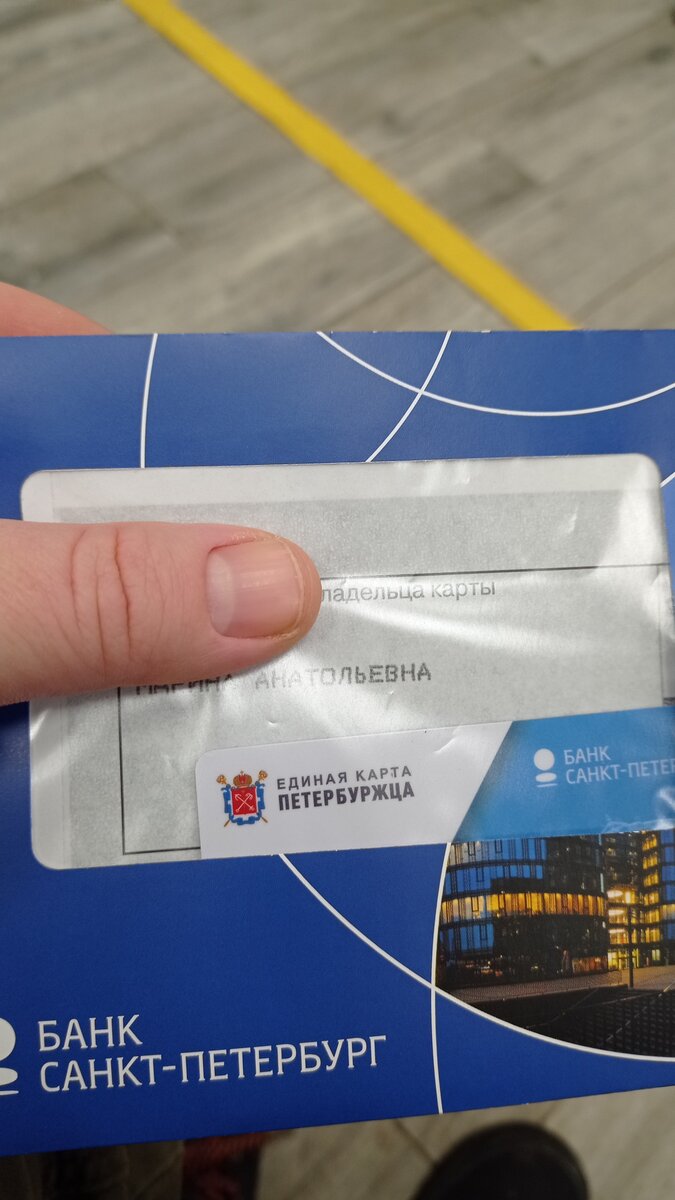 ладельца карты
АНАТОЛЬЕВНА
ЕДИНАЯ КАРТА
ПЕТЕРБУРЖЦА
БАНК
САНКТ-ПЕТЕР
БАНК
САНКТ-ПЕТЕРБУРГ